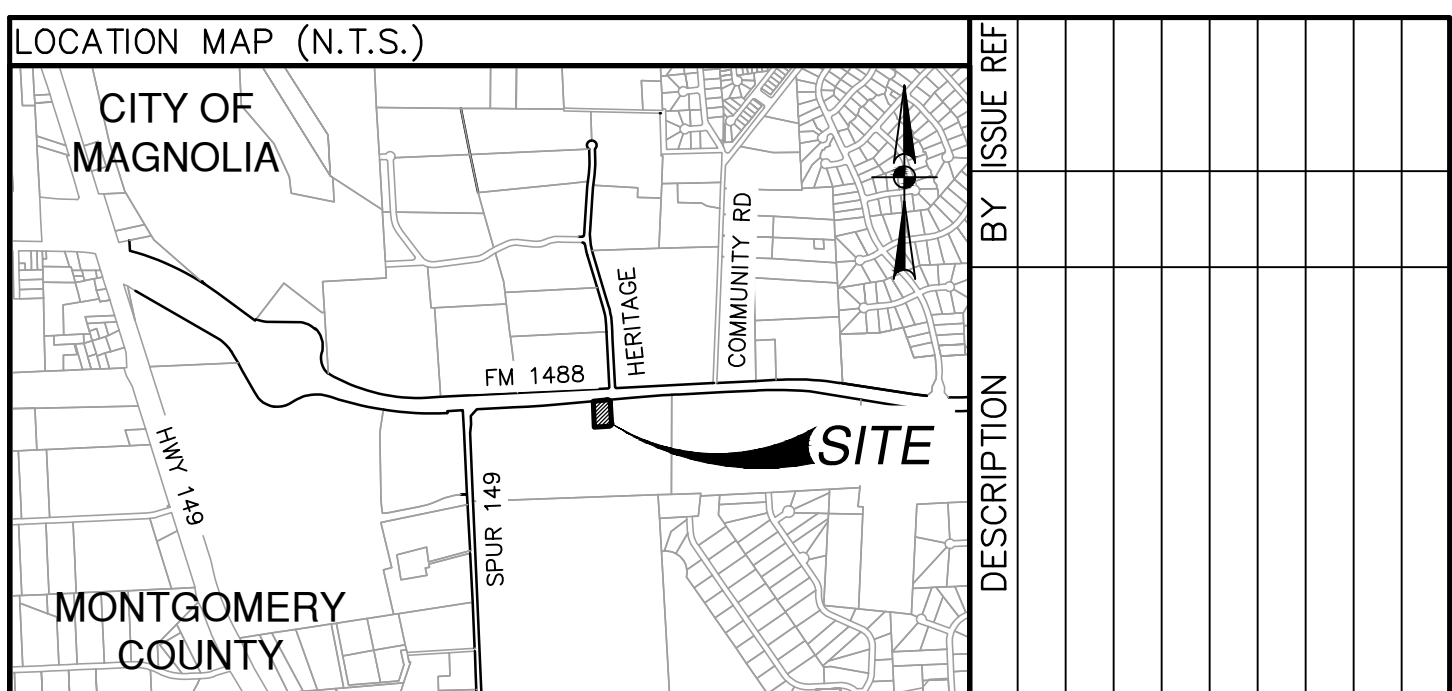 LOCATION MAP (N.T.S.)
CITY OF
MAGNOLIA
COMMUNITY RD
HERITAGE
FM 1488
SITE
HWY 149
SPUR 149
MONTGOMERY
COUNTY
ISSUE REF
BY
DESCRIPTION